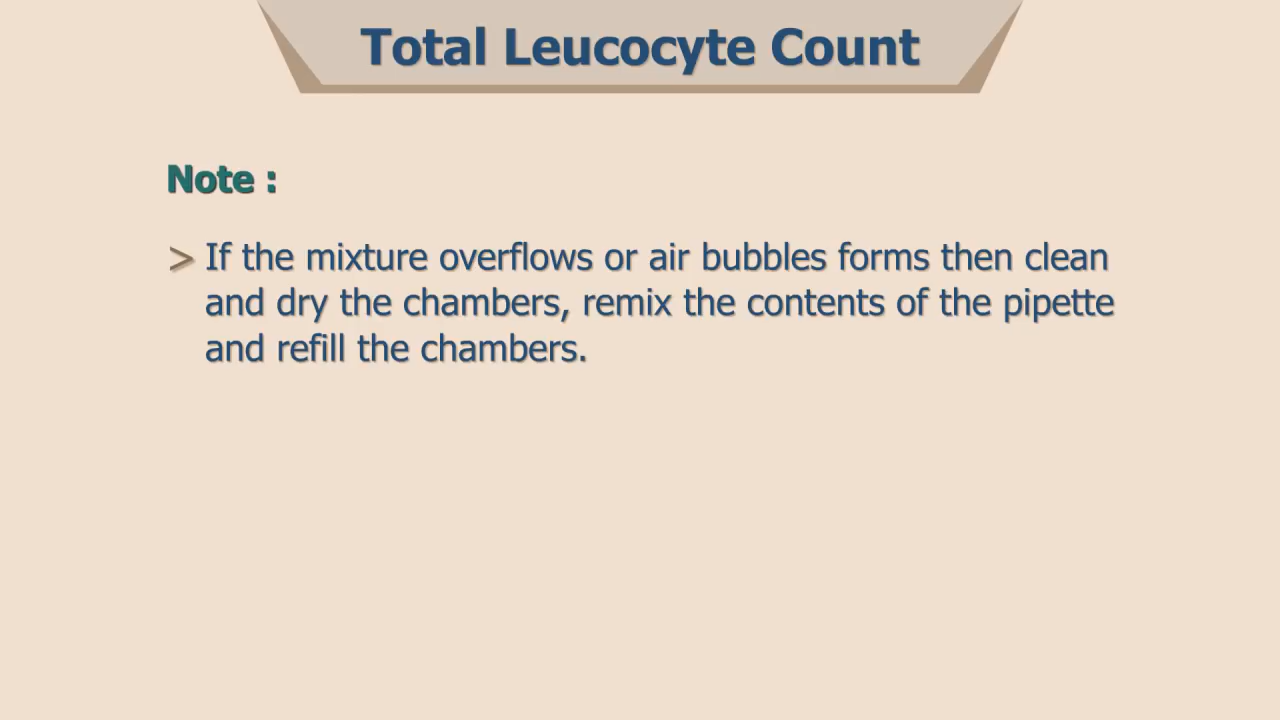 Total Leucocyte Count
Note :
> If the mixture overflows or air bubbles forms then clean
and dry the chambers, remix the contents of the pipette
and refill the chambers.